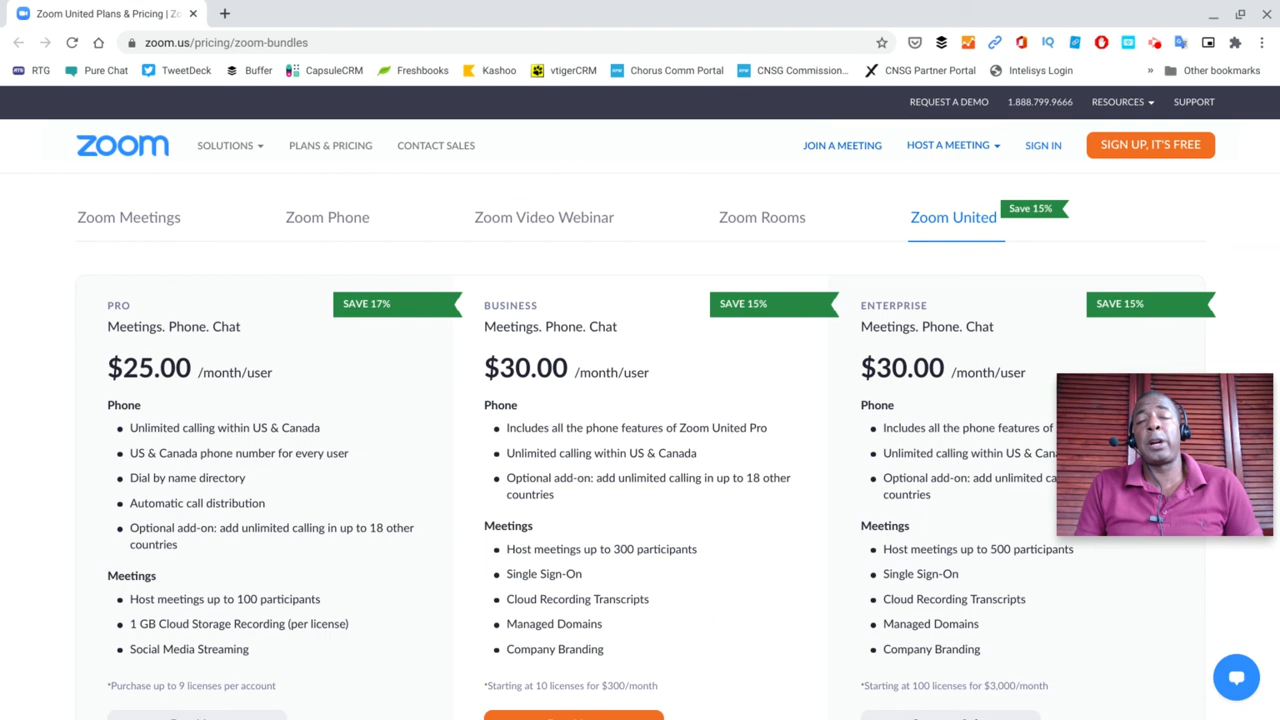 Zoom United Plans & Pricing | Zo
zoom.us/pricing/zoom-bundles
RTG Pure Chat TweetDeck Buffer CapsuleCRM Freshbooks Kashoo vtigerCRM Chorus Comm Portal CNSG Commission... CNSG Partner Portal Intelisys Login » Other bookmarks
REQUEST A DEMO 1.888.799.9666 RESOURCES SUPPORT
zoom SOLUTIONS PLANS & PRICING CONTACT SALES JOIN A MEETING HOST A MEETING SIGN IN SIGN UP, IT'S FREE
Zoom Meetings Zoom Phone Zoom Video Webinar Zoom Rooms Zoom United Save 15%
PRO SAVE 17%
Meetings. Phone. Chat
$25.00 /month/user
Phone
Unlimited calling within US & Canada
US & Canada phone number for every user
Dial by name directory
Automatic call distribution
Optional add-on: add unlimited calling in up to 18 other
countries
Meetings
Host meetings up to 100 participants
1 GB Cloud Storage Recording (per license)
Social Media Streaming
*Purchase up to 9 licenses per account
BUSINESS SAVE 15%
Meetings. Phone. Chat
$30.00 /month/user
Phone
Includes all the phone features of Zoom United Pro
Unlimited calling within US & Canada
Optional add-on: add unlimited calling in up to 18 other
countries
Meetings
Host meetings up to 300 participants
Single Sign-On
Cloud Recording Transcripts
Managed Domains
Company Branding
*Starting at 10 licenses for $300/month
ENTERPRISE SAVE 15%
Meetings. Phone. Chat
$30.00 /month/user
Phone
Includes all the phone features of
Unlimited calling within US & Can
Optional add-on: add unlimited ca
countries
Meetings
Host meetings up to 500 participants
Single Sign-On
Cloud Recording Transcripts
Managed Domains
Company Branding
*Starting at 100 licenses for $3,000/month